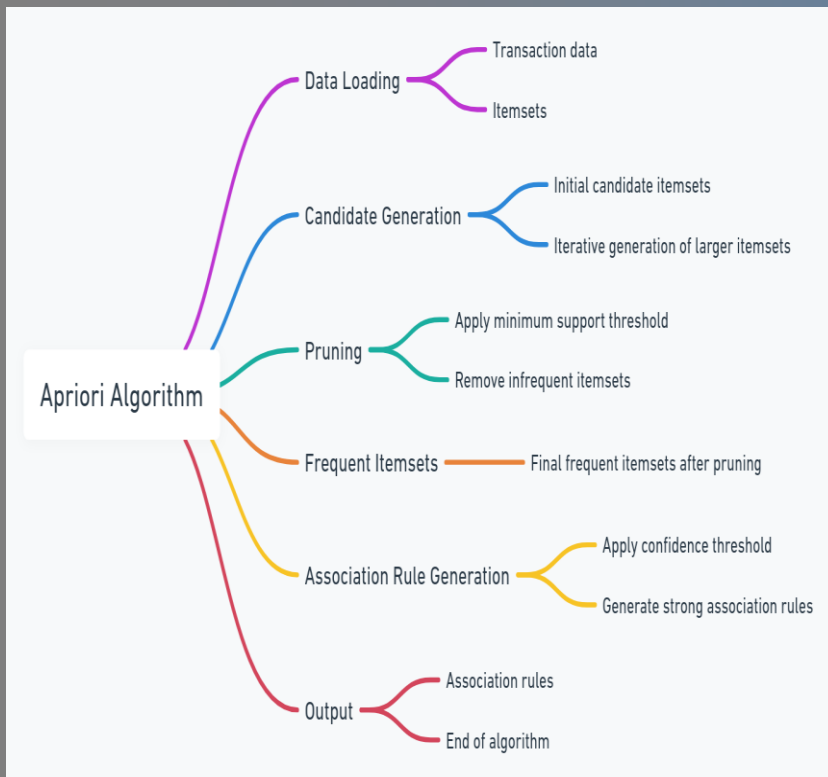 Apriori Algorithm
Data Loading
Transaction data
Itemsets
Candidate Generation
Initial candidate itemsets
Iterative generation of larger itemsets
Pruning
Apply minimum support threshold
Remove infrequent itemsets
Frequent Itemsets
Final frequent itemsets after pruning
Association Rule Generation
Apply confidence threshold
Generate strong association rules
Output
Association rules
End of algorithm